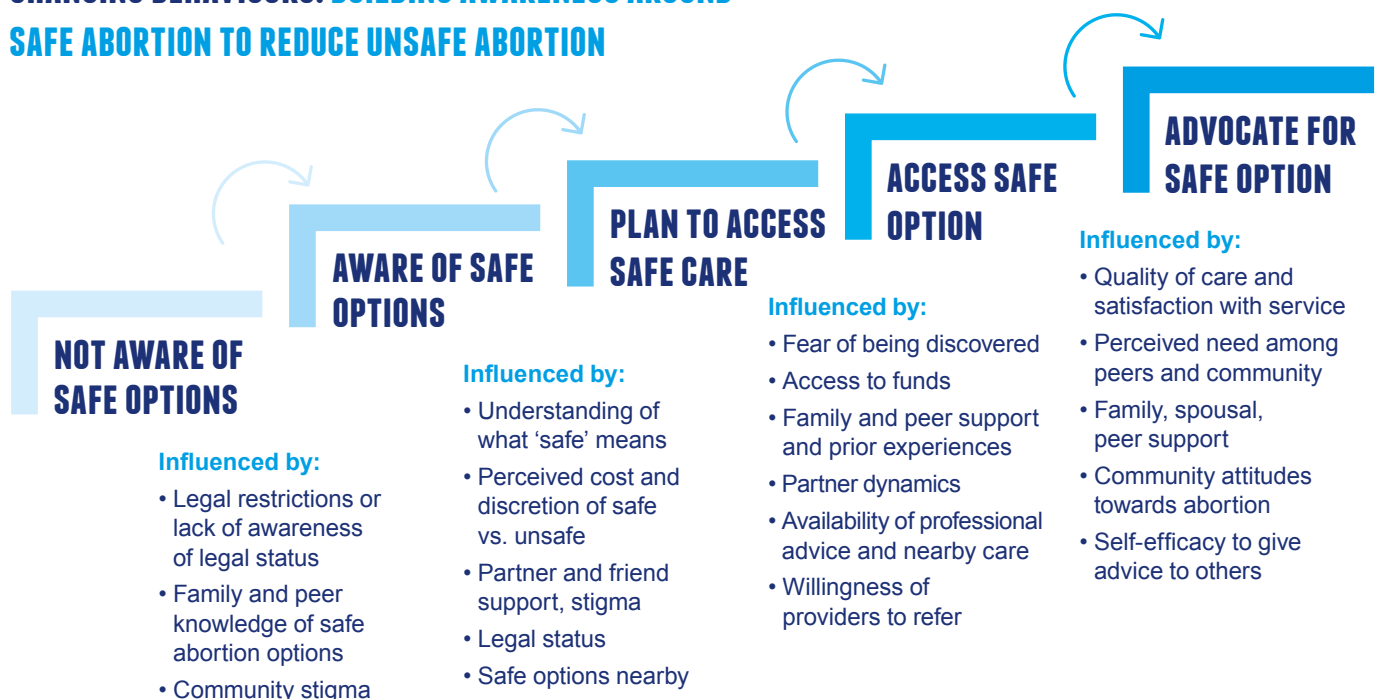 CHANGING BEHAVIOURS: BUILDING AWARENESS AROUND
SAFE ABORTION TO REDUCE UNSAFE ABORTION
NOT AWARE OF
SAFE OPTIONS
Influenced by:
• Legal restrictions or
lack of awareness
of legal status
• Family and peer
knowledge of safe
abortion options
• Community stigma
AWARE OF SAFE
OPTIONS
Influenced by:
• Understanding of
what ‘safe’ means
• Perceived cost and
discretion of safe
vs. unsafe
• Partner and friend
support, stigma
• Legal status
• Safe options nearby
PLAN TO ACCESS
SAFE CARE
Influenced by:
• Fear of being discovered
• Access to funds
• Family and peer support
and prior experiences
• Partner dynamics
• Availability of professional
advice and nearby care
• Willingness of
providers to refer
ACCESS SAFE
OPTION
ADVOCATE FOR
SAFE OPTION
Influenced by:
• Quality of care and
satisfaction with service
• Perceived need among
peers and community
• Family, spousal,
peer support
• Community attitudes
towards abortion
• Self-efficacy to give
advice to others